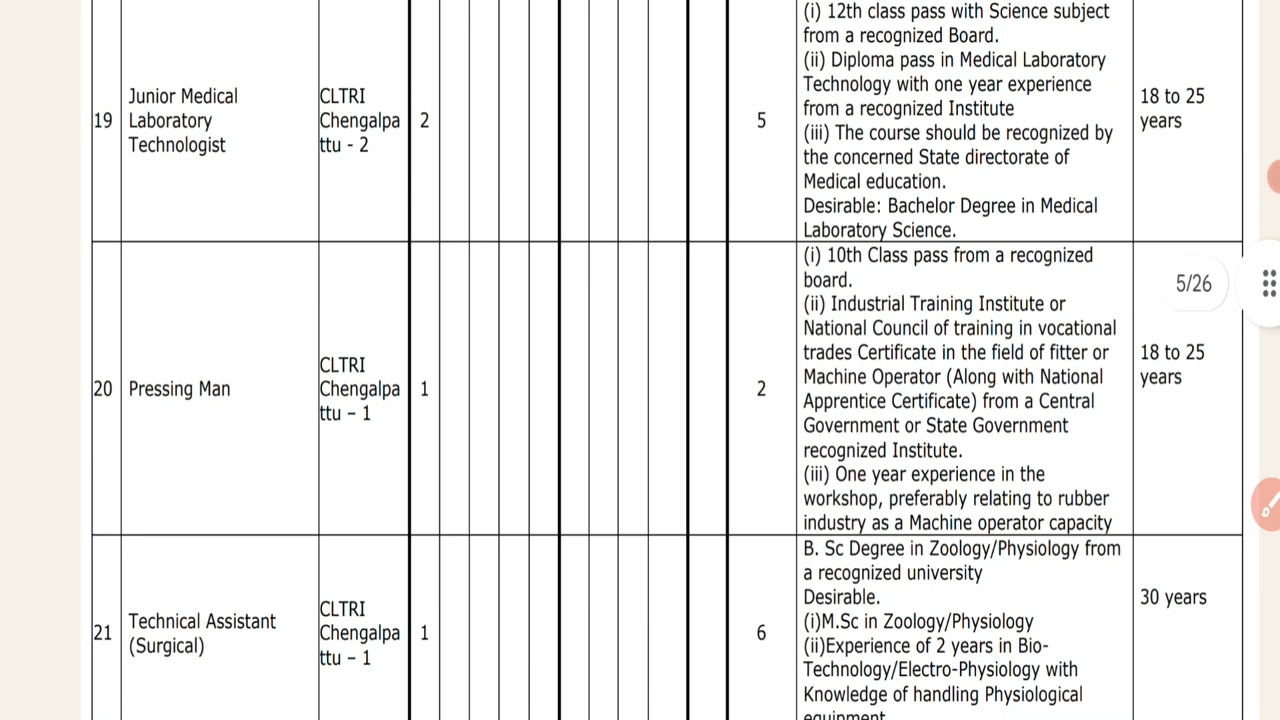 (i) 12th class pass with Science subject
from a recognized Board.
(ii) Diploma pass in Medical Laboratory
Technology with one year experience
from a recognized Institute
(iii) The course should be recognized by
the concerned State directorate of
Medical education.
Desirable: Bachelor Degree in Medical
Laboratory Science.
19
Junior Medical
Laboratory
Technologist
CLTRI
Chengalpa
ttu - 2
2
5
18 to 25
years
20
Pressing Man
CLTRI
Chengalpa
ttu – 1
1
2
(i) 10th Class pass from a recognized
board.
(ii) Industrial Training Institute or
National Council of training in vocational
trades Certificate in the field of fitter or
Machine Operator (Along with National
Apprentice Certificate) from a Central
Government or State Government
recognized Institute.
(iii) One year experience in the
workshop, preferably relating to rubber
industry as a Machine operator capacity
18 to 25
years
5/26
21
Technical Assistant
(Surgical)
CLTRI
Chengalpa
ttu – 1
1
6
B. Sc Degree in Zoology/Physiology from
a recognized university
Desirable.
(i)M.Sc in Zoology/Physiology
(ii)Experience of 2 years in Bio-
Technology/Electro-Physiology with
Knowledge of handling Physiological
equipment
30 years